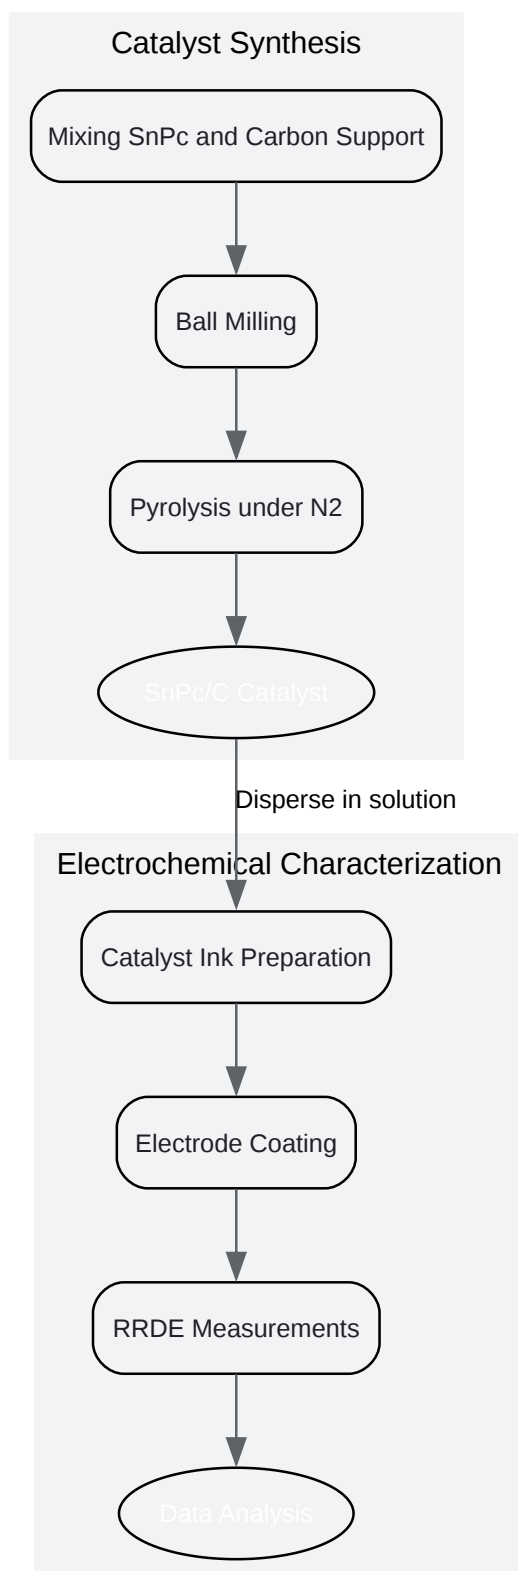 Catalyst Synthesis
Mixing SnPc and Carbon Support
Ball Milling
Pyrolysis under N2
SnPc/C Catalyst
Disperse in solution
Electrochemical Characterization
Catalyst Ink Preparation
Electrode Coating
RRDE Measurements
Data Analysis